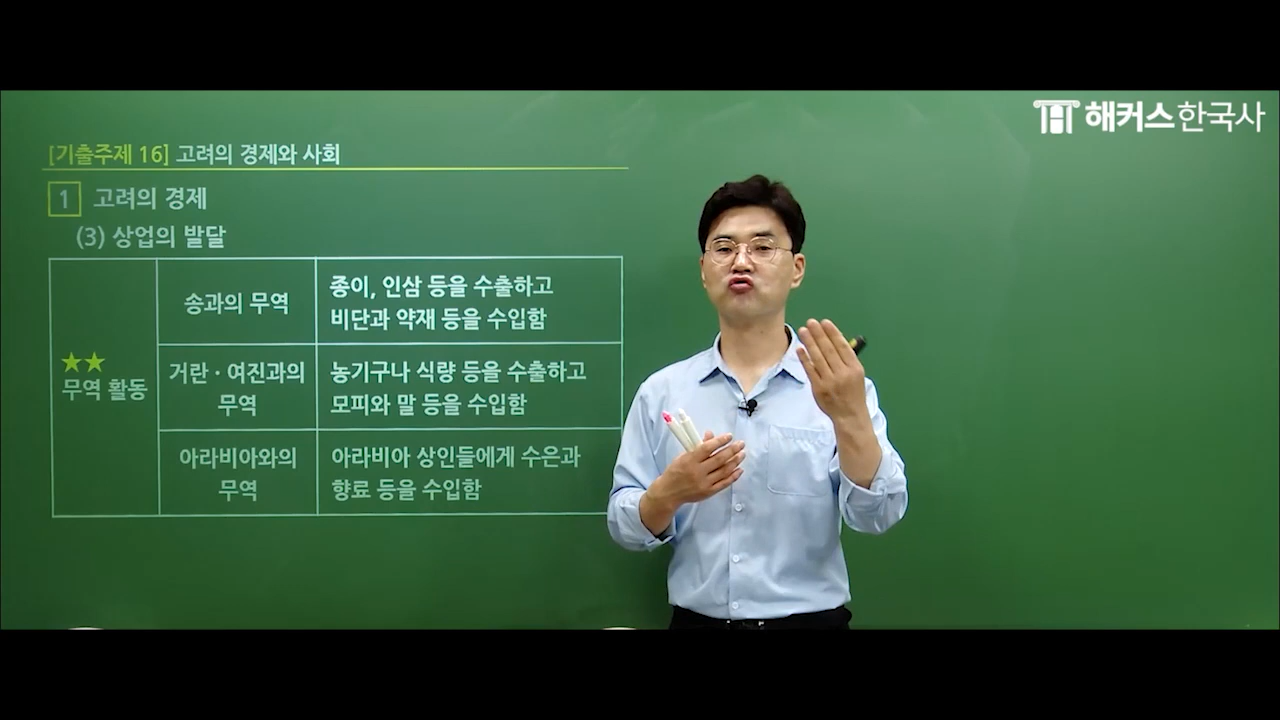 해커스한국사
[기출주제 16] 고려의 경제와 사회
1 고려의 경제
(3) 상업의 발달
★★
무역 활동
송과의 무역
종이, 인삼 등을 수출하고
비단과 약재 등을 수입함
거란·여진과의
무역
농기구나 식량 등을 수출하고
모피와 말 등을 수입함
아라비아와의
무역
아라비아 상인들에게 수은과
향료 등을 수입함